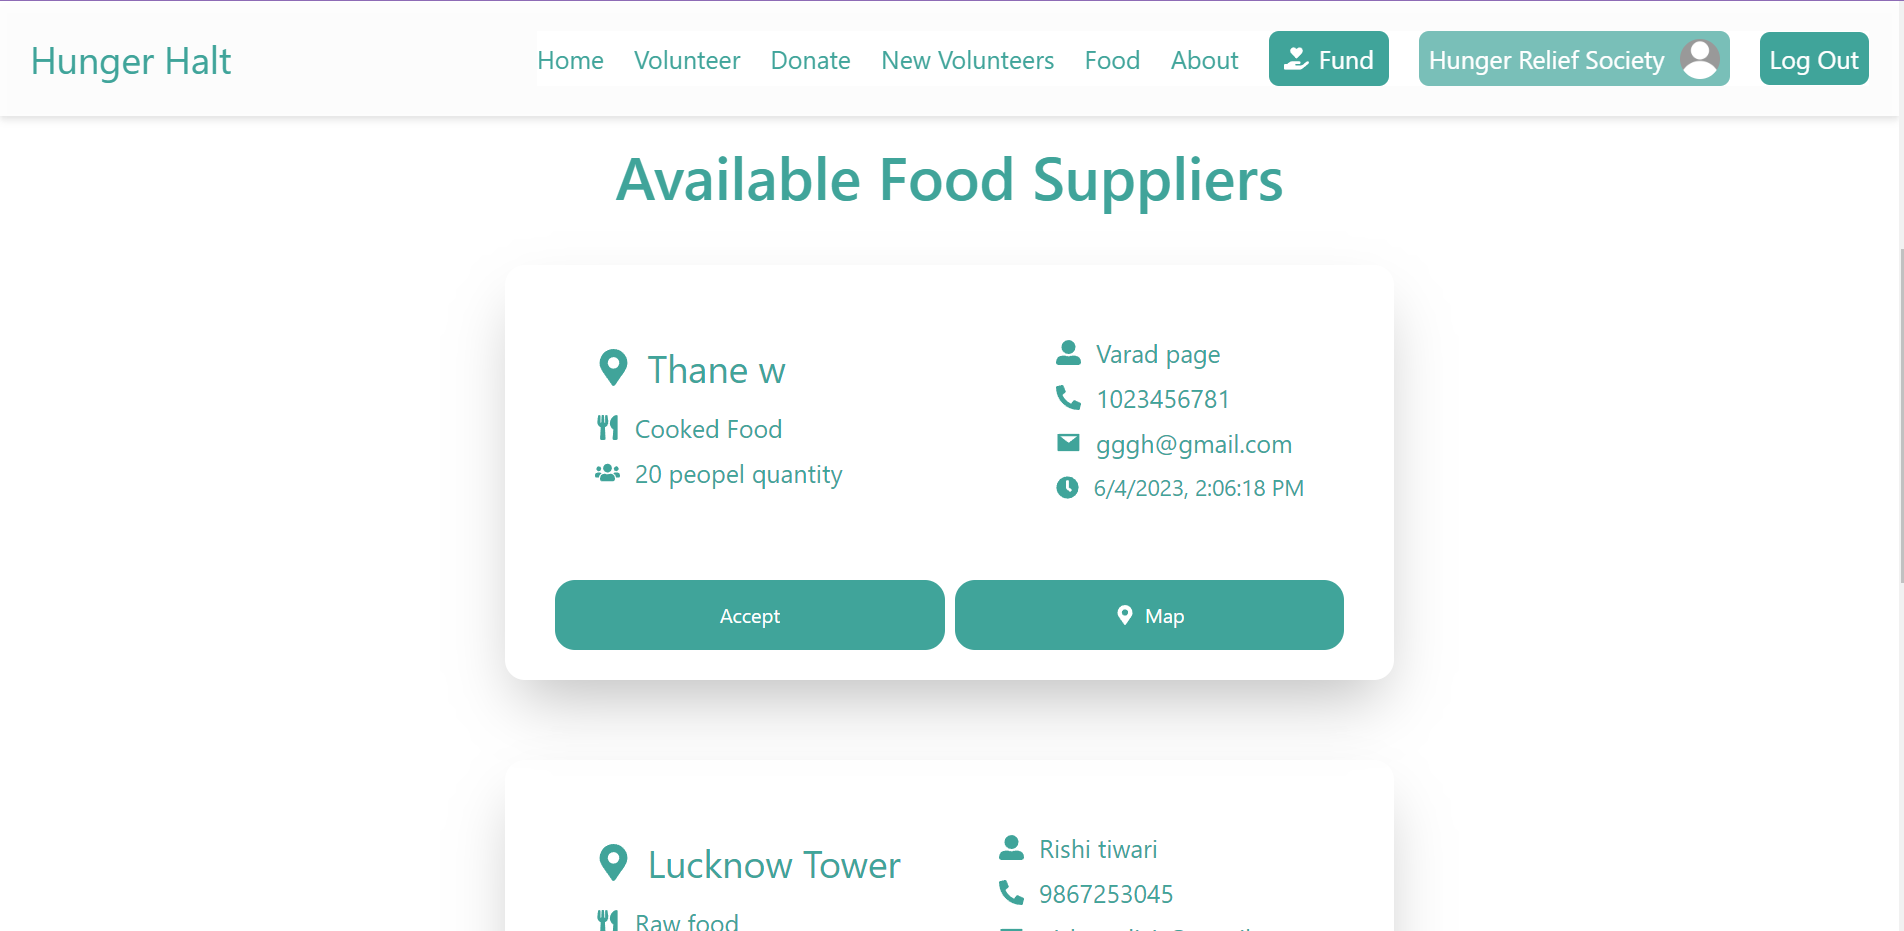 Hunger Halt
Home Volunteer Donate New Volunteers Food About Fund Hunger Relief Society Log Out
Available Food Suppliers
Thane w
Cooked Food
20 peopel quantity
Varad page
1023456781
gggh@gmail.com
6/4/2023, 2:06:18 PM
Accept
Map
Lucknow Tower
Raw food
Rishi tiwari
9867253045